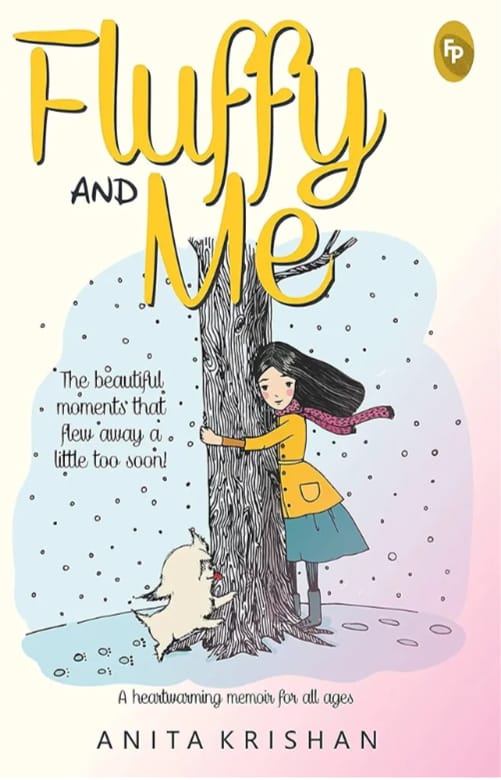 Fluffy
FP
AND
Me
The beautiful
moments that
flew away a
little too soon!
A heartwarming memoir for all ages
ANITA KRISHAN